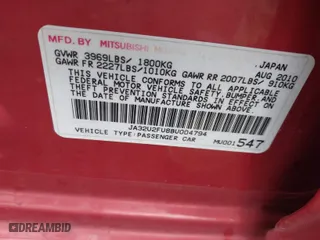 MFD. BY MITSUBISHI
JAPAN
GVWR 3969LBS/ 1800KG AUG 2010
GAWR FR 2227LBS/1010KG GAWR RR 2007LBS/ 910KG
THIS VEHICLE CONFORMS TO ALL APPLICABLE
FEDERAL MOTOR VEHICLE SAFETY, BUMPER, AND
THEFT PREVENTION STANDARDS IN EFFECT ON
THE DATE OF MANUFACTURE SHOWN ABOVE.
JA32U2FU8BU004794
VEHICLE TYPE: PASSENGER CAR MU001547
DREAMBID